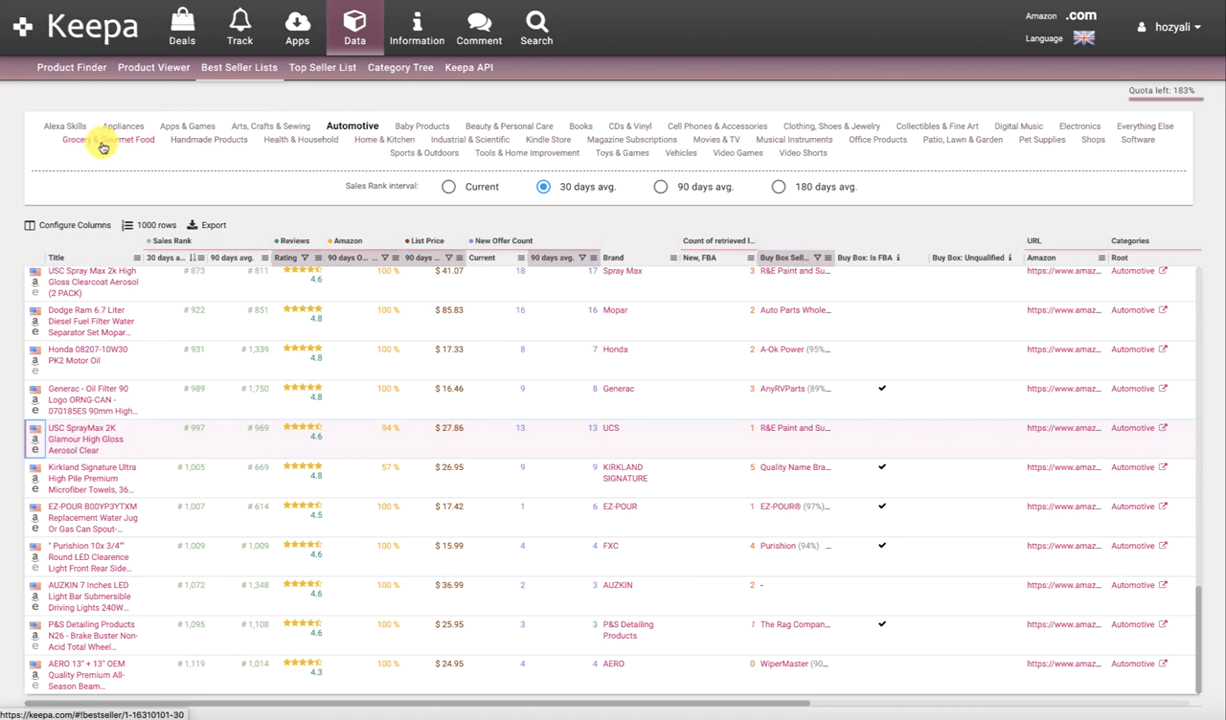 Keepa
Deals Track Apps Data Information Comment Search
Amazon .com
Language
hozyali
Product Finder Product Viewer Best Seller Lists Top Seller List Category Tree Keepa API
Quota left: 183%
Alexa Skills Appliances Apps & Games Arts, Crafts & Sewing Automotive Baby Products Beauty & Personal Care Books CDs & Vinyl Cell Phones & Accessories Clothing, Shoes & Jewelry Collectibles & Fine Art Digital Music Electronics Everything Else
Grocery & Gourmet Food Handmade Products Health & Household Home & Kitchen Industrial & Scientific Kindle Store Magazine Subscriptions Movies & TV Musical Instruments Office Products Patio, Lawn & Garden Pet Supplies Shops Software
Sports & Outdoors Tools & Home Improvement Toys & Games Vehicles Video Games Video Shorts
Sales Rank interval: Current 30 days avg. 90 days avg. 180 days avg.
Configure Columns 1000 rows Export
Sales Rank Reviews Amazon List Price New Offer Count Count of retrieved l... URL Categories
Title 30 days a... 90 days avg. Rating 90 days O... 90 days ... Current 90 days avg. Brand New, FBA Buy Box Sell... Buy Box: Is FBA Buy Box: Unqualified Amazon Root
USC Spray Max 2k High # 873 # 811 100 % $ 41.07 18 17 Spray Max 3 R&E Paint and Su... https://www.amaz... Automotive
a Gloss Clearcoat Aerosol 4.6
e (2 PACK)
Dodge Ram 6.7 Liter # 922 # 851 100 % $ 85.83 16 16 Mopar 2 Auto Parts Whole... https://www.amaz... Automotive
a Diesel Fuel Filter Water 4.8
e Separator Set Mopar...
Honda 08207-10W30 # 931 # 1,339 100 % $ 17.33 8 7 Honda 2 A-Ok Power (95%... https://www.amaz... Automotive
a PK2 Motor Oil 4.8
e
Generac - Oil Filter 90 # 989 # 1,750 100 % $ 16.46 9 8 Generac 3 AnyRVParts (89%... https://www.amaz... Automotive
a Logo ORNG-CAN - 4.8
e 070185ES 90mm High...
USC SprayMax 2K # 997 # 969 94 % $ 27.86 13 13 UCS 1 R&E Paint and Su... https://www.amaz... Automotive
a Glamour High Gloss 4.6
e Aerosol Clear
Kirkland Signature Ultra # 1,005 # 669 57 % $ 26.95 9 9 KIRKLAND 5 Quality Name Bra... https://www.amaz... Automotive
a High Pile Premium 4.8 SIGNATURE
e Microfiber Towels, 36...
EZ-POUR B00YP3YTXM # 1,007 # 614 100 % $ 17.42 1 6 EZ-POUR 1 EZ-POUR® (97%)... https://www.amaz... Automotive
a Replacement Water Jug 4.5
e Or Gas Can Spout-...
" Purishion 10x 3/4"" # 1,009 # 1,009 100 % $ 15.99 4 4 FXC 4 Purishion (94%) ... https://www.amaz... Automotive
a Round LED Clearence 4.6
e Light Front Rear Side...
AUZKIN 7 Inches LED # 1,072 # 1,348 100 % $ 36.99 2 3 AUZKIN 2 - https://www.amaz... Automotive
a Light Bar Submersible 4.6
e Driving Lights 240W...
P&S Detailing Products # 1,095 # 1,108 100 % $ 25.95 3 3 P&S Detailing 1 The Rag Compan... https://www.amaz... Automotive
a N26 - Brake Buster Non- 4.6 Products
e Acid Total Wheel...
AERO 13" + 13" OEM # 1,119 # 1,014 100 % $ 24.95 4 4 AERO 0 WiperMaster (90... https://www.amaz... Automotive
a Quality Premium All- 4.3
e Season Beam...
https://keepa.com/#!bestseller/1-16310101-30